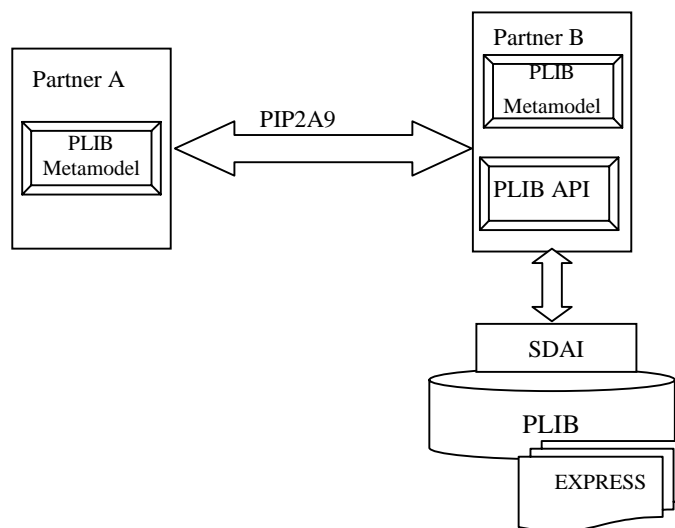 Partner A
PLIB
Metamodel
PIP2A9
Partner B
PLIB
Metamodel
PLIB API
SDAI
PLIB
EXPRESS